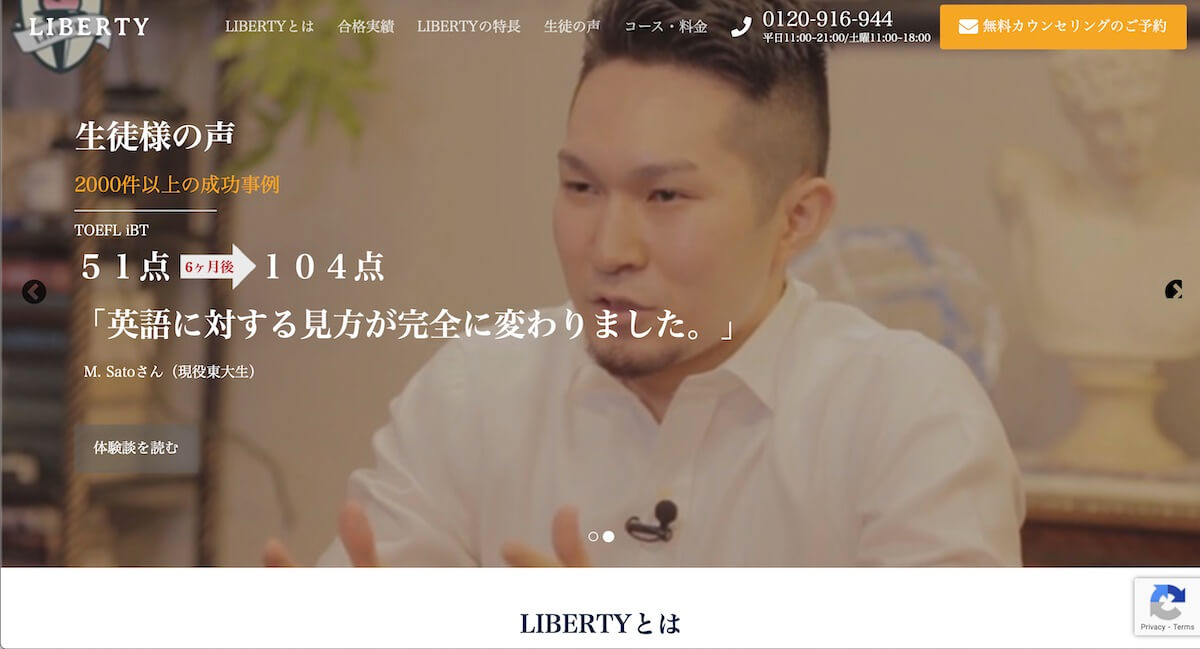 LIBERTY
LIBERTYとは
合格実績
LIBERTYの特長
生徒の声
コース・料金
0120-916-944
平日11:00-21:00/土曜11:00-18:00
無料カウンセリングのご予約
生徒様の声
2000件以上の成功事例
TOEFL iBT
５１点 6ヶ月後 １０４点
「英語に対する見方が完全に変わりました。」
M. Satoさん（現役東大生）
体験談を読む
LIBERTYとは
Privacy - Terms